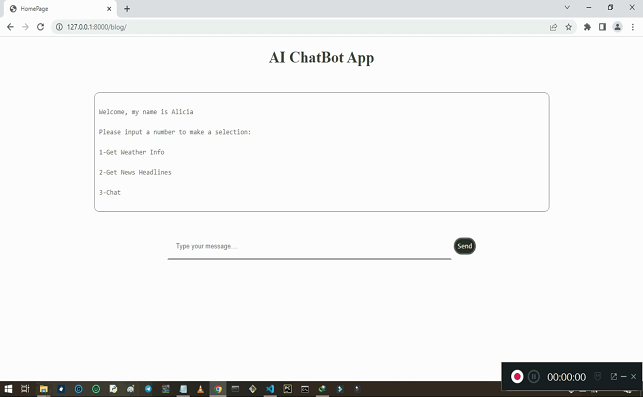 HomePage
127.0.0.1:8000/blog/
AI ChatBot App
Welcome, my name is Alicia
Please input a number to make a selection:
1-Get Weather Info
2-Get News Headlines
3-Chat
Type your message...
Send
00:00:00